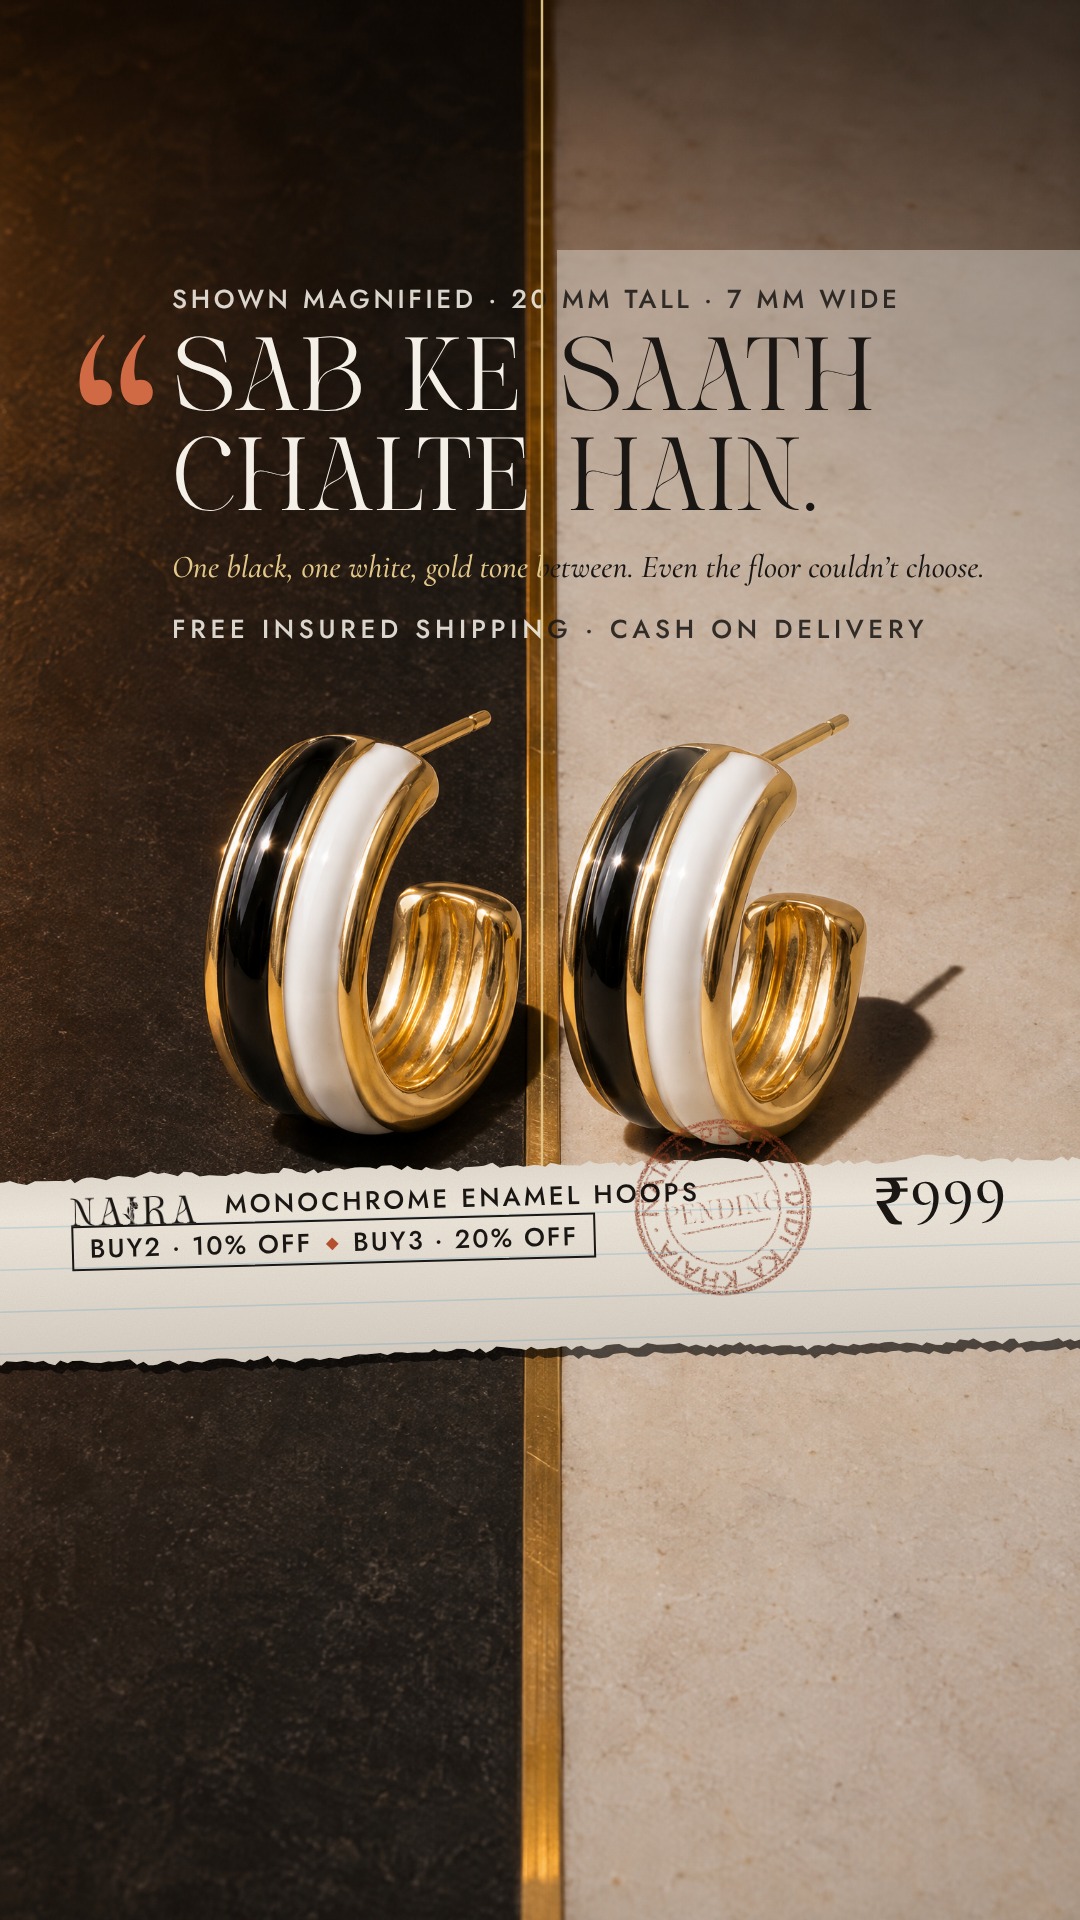 SHOWN MAGNIFIED · 20 MM TALL · 7 MM WIDE
“SAB KE SAATH
CHALTE HAIN.
One black, one white, gold tone between. Even the floor couldn’t choose.
FREE INSURED SHIPPING · CASH ON DELIVERY
NAIRA MONOCHROME ENAMEL HOOPS
₹999
BUY2 · 10% OFF ◆ BUY3 · 20% OFF
PENDING
DIDI KA KHATA
NAIRA